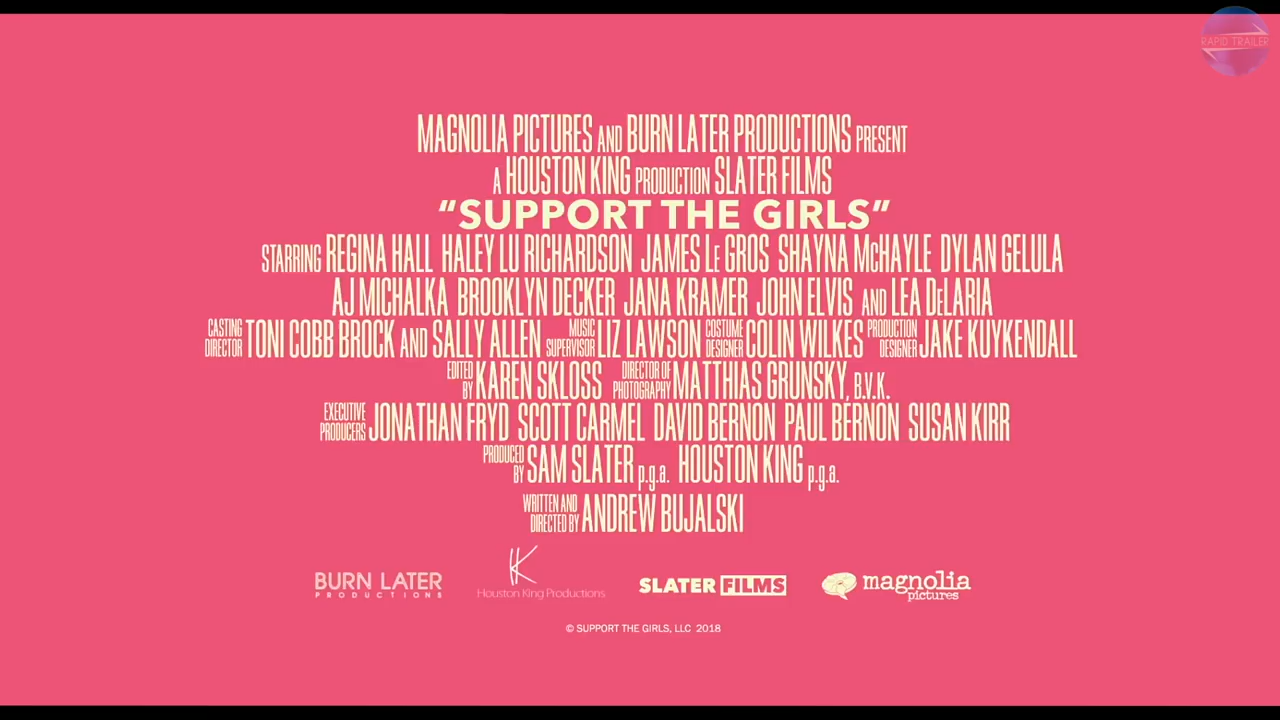 RAPID TRAILER
MAGNOLIA PICTURES AND BURN LATER PRODUCTIONS PRESENT
A HOUSTON KING PRODUCTION SLATER FILMS
“SUPPORT THE GIRLS”
STARRING REGINA HALL HALEY LU RICHARDSON JAMES LE GROS SHAYNA McHAYLE DYLAN GELULA
AJ MICHALKA BROOKLYN DECKER JANA KRAMER JOHN ELVIS AND LEA DeLARIA
CASTING DIRECTOR TONI COBB BROCK AND SALLY ALLEN MUSIC SUPERVISOR LIZ LAWSON COSTUME DESIGNER COLIN WILKES PRODUCTION DESIGNER JAKE KUYKENDALL
EDITED BY KAREN SKLOSS DIRECTOR OF PHOTOGRAPHY MATTHIAS GRUNSKY, B.V.K.
EXECUTIVE PRODUCERS JONATHAN FRYD SCOTT CARMEL DAVID BERNON PAUL BERNON SUSAN KIRR
PRODUCED BY SAM SLATER p.g.a. HOUSTON KING p.g.a.
WRITTEN AND DIRECTED BY ANDREW BUJALSKI
BURN LATER PRODUCTIONS
HK Houston King Productions
SLATER FILMS
magnolia pictures
© SUPPORT THE GIRLS, LLC 2018